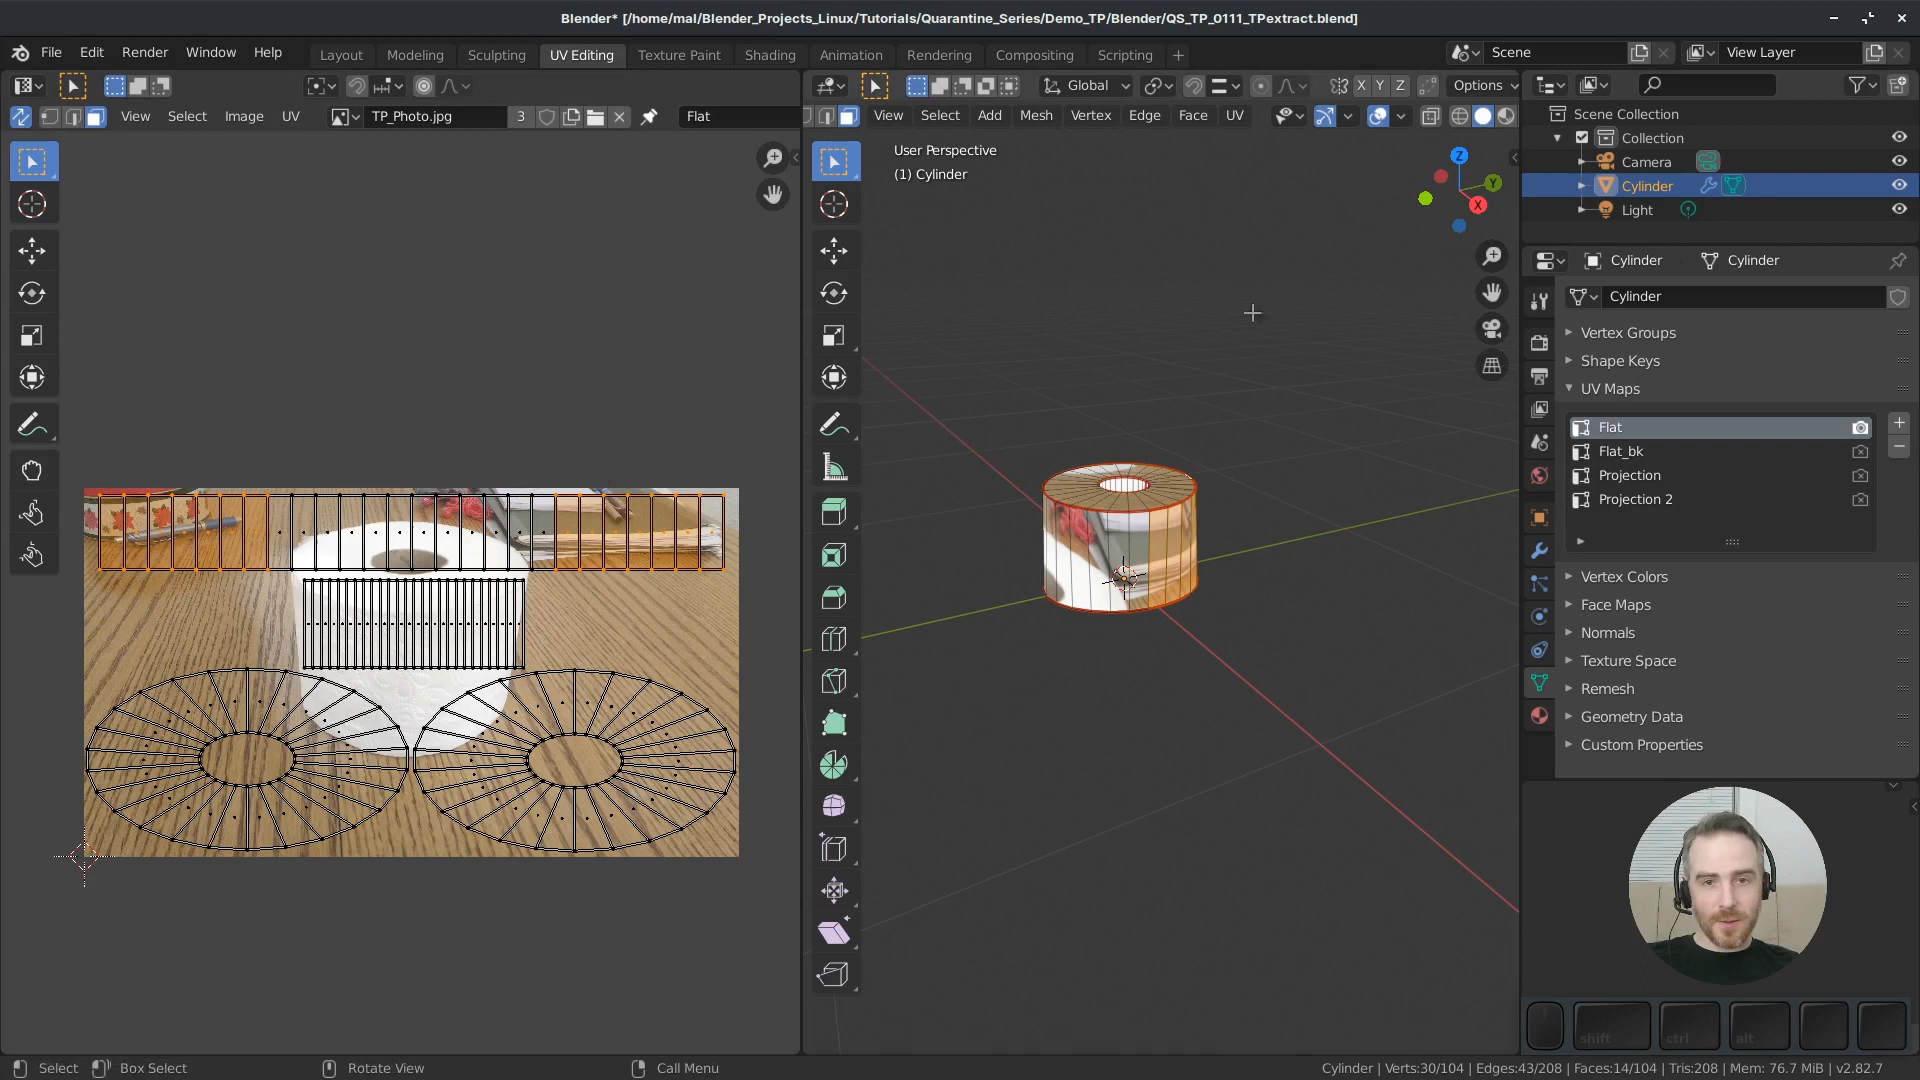 Blender* [/home/mal/Blender_Projects_Linux/Tutorials/Quarantine_Series/Demo_TP/Blender/QS_TP_0111_TPextract.blend]
File Edit Render Window Help
Layout Modeling Sculpting UV Editing Texture Paint Shading Animation Rendering Compositing Scripting +
Scene
View Layer
View Select Image UV
TP_Photo.jpg 3
Flat
Global
X Y Z
Options
View Select Add Mesh Vertex Edge Face UV
User Perspective
(1) Cylinder
Z
Y
X
Scene Collection
Collection
Camera
Cylinder
Light
Cylinder Cylinder
Cylinder
Vertex Groups
Shape Keys
UV Maps
Flat
Flat_bk
Projection
Projection 2
Vertex Colors
Face Maps
Normals
Texture Space
Remesh
Geometry Data
Custom Properties
shift ctrl alt
Select Box Select Rotate View Call Menu
Cylinder | Verts:30/104 | Edges:43/208 | Faces:14/104 | Tris:208 | Mem: 76.7 MiB | v2.82.7